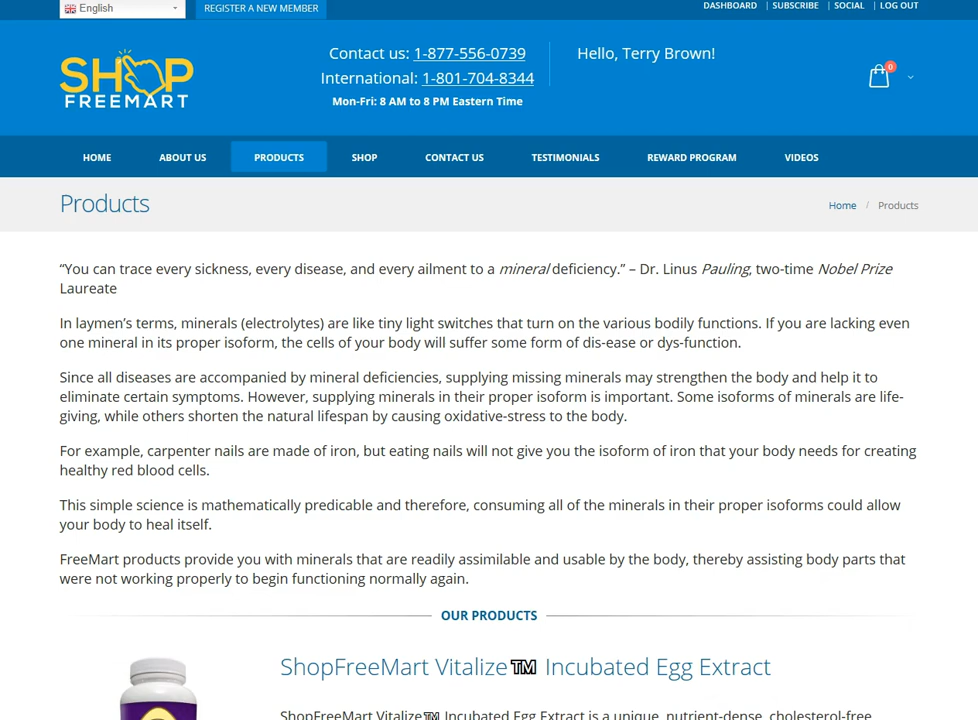 English
REGISTER A NEW MEMBER
DASHBOARD | SUBSCRIBE | SOCIAL | LOG OUT
SHOP
FREEMART
Contact us: 1-877-556-0739
International: 1-801-704-8344
Mon-Fri: 8 AM to 8 PM Eastern Time
Hello, Terry Brown!
0
HOME ABOUT US PRODUCTS SHOP CONTACT US TESTIMONIALS REWARD PROGRAM VIDEOS
Products
Home / Products
“You can trace every sickness, every disease, and every ailment to a mineral deficiency.” – Dr. Linus Pauling, two-time Nobel Prize
Laureate
In laymen’s terms, minerals (electrolytes) are like tiny light switches that turn on the various bodily functions. If you are lacking even
one mineral in its proper isoform, the cells of your body will suffer some form of dis-ease or dys-function.
Since all diseases are accompanied by mineral deficiencies, supplying missing minerals may strengthen the body and help it to
eliminate certain symptoms. However, supplying minerals in their proper isoform is important. Some isoforms of minerals are life-
giving, while others shorten the natural lifespan by causing oxidative-stress to the body.
For example, carpenter nails are made of iron, but eating nails will not give you the isoform of iron that your body needs for creating
healthy red blood cells.
This simple science is mathematically predicable and therefore, consuming all of the minerals in their proper isoforms could allow
your body to heal itself.
FreeMart products provide you with minerals that are readily assimilable and usable by the body, thereby assisting body parts that
were not working properly to begin functioning normally again.
OUR PRODUCTS
ShopFreeMart Vitalize™ Incubated Egg Extract
ShopFreeMart Vitalize™ Incubated Egg Extract is a unique, nutrient-dense, cholesterol-free